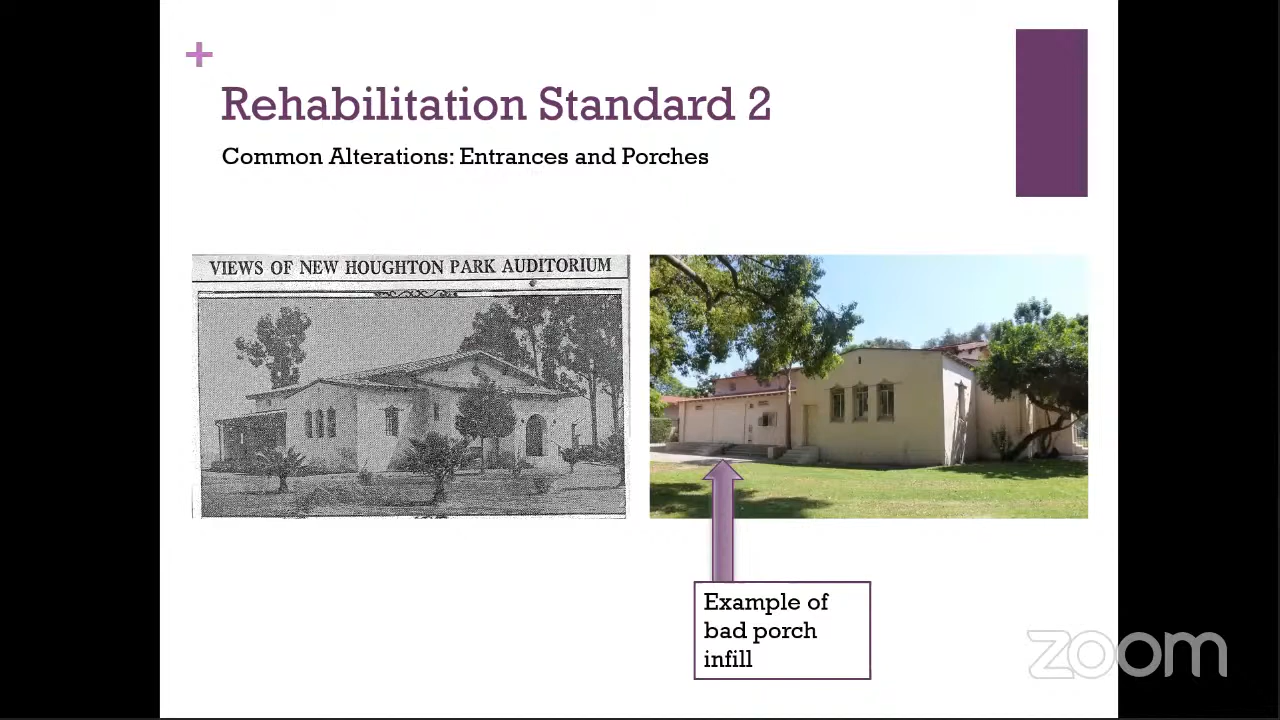 +
Rehabilitation Standard 2
Common Alterations: Entrances and Porches
VIEWS OF NEW HOUGHTON PARK AUDITORIUM
Example of
bad porch
infill
zoom